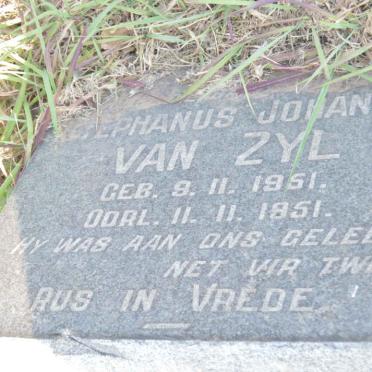 STEPHANUS JOHAN
VAN ZYL
GEB. 9. 11. 1951.
OORL. 11. 11. 1951.
HY WAS AAN ONS GELEE
NET VIR TW
RUS IN VREDE